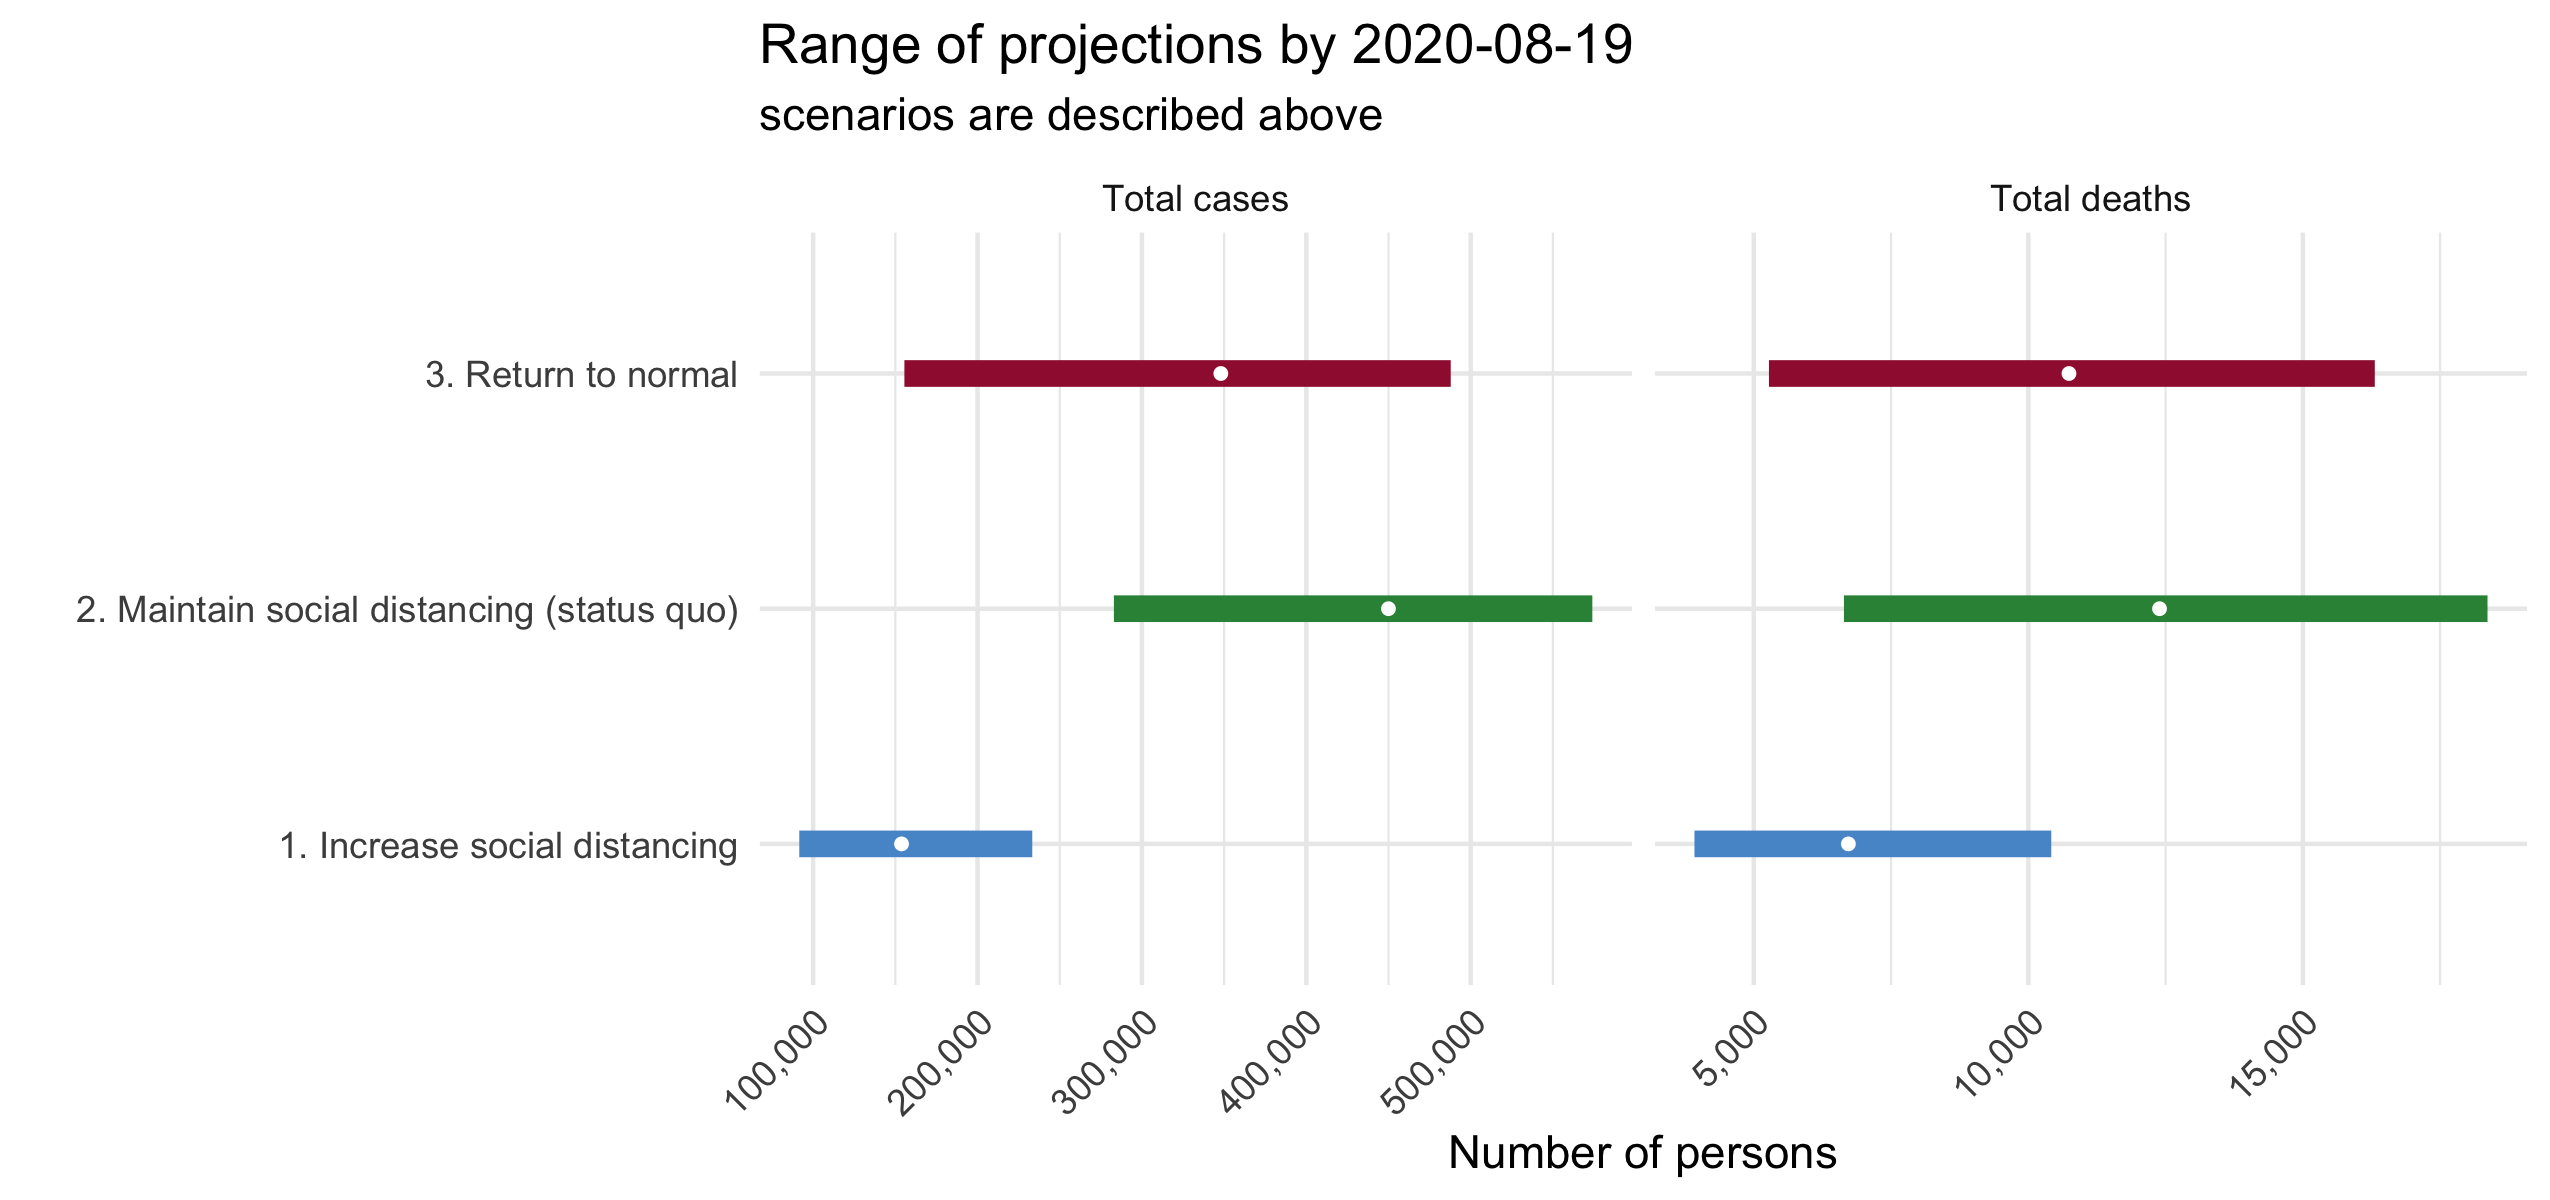 Range of projections by 2020-08-19
scenarios are described above
Total cases
Total deaths
3. Return to normal
2. Maintain social distancing (status quo)
1. Increase social distancing
100,000
200,000
300,000
400,000
500,000
5,000
10,000
15,000
Number of persons